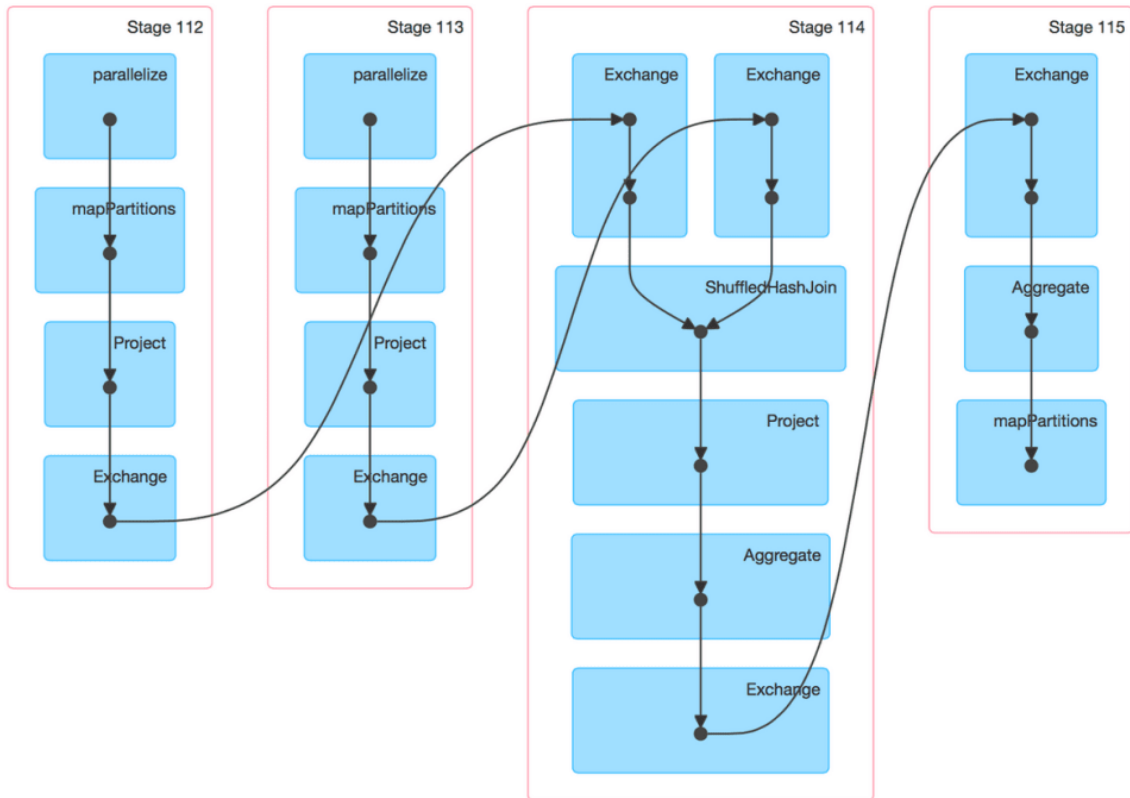 Stage 112
parallelize
mapPartitions
Project
Exchange
Stage 113
parallelize
mapPartitions
Project
Exchange
Stage 114
Exchange
Exchange
ShuffledHashJoin
Project
Aggregate
Exchange
Stage 115
Exchange
Aggregate
mapPartitions